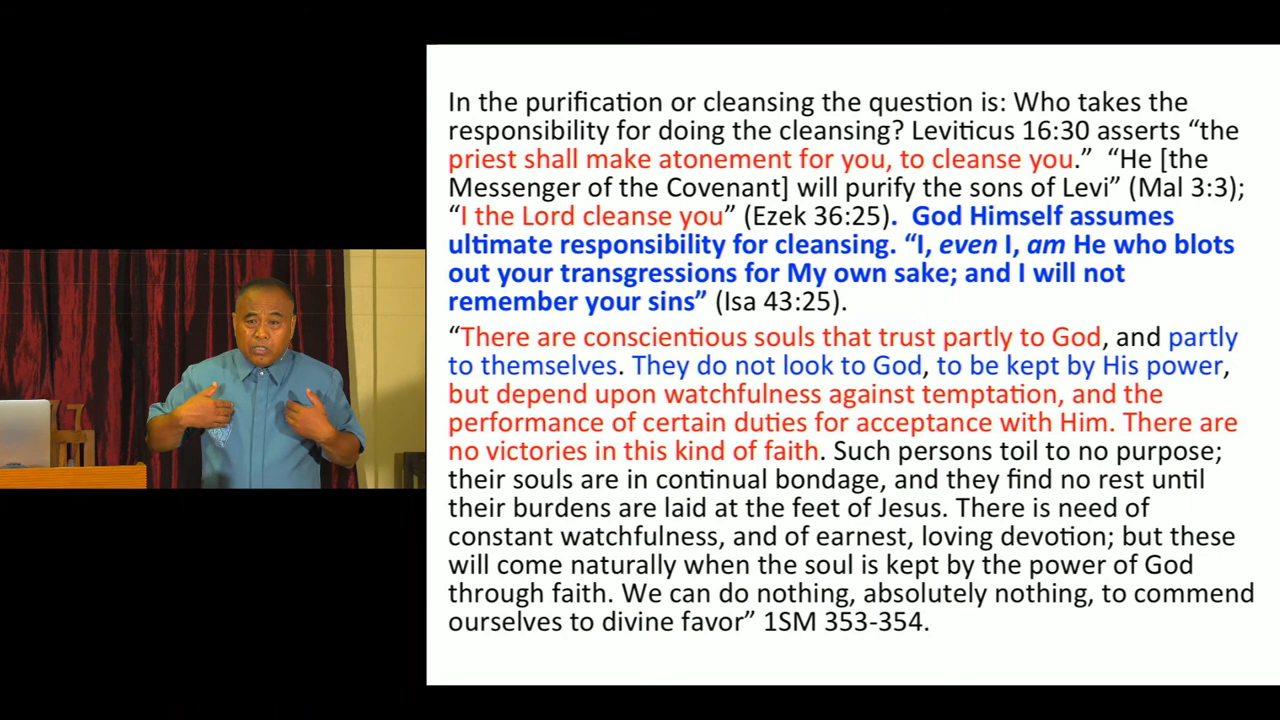 In the purification or cleansing the question is: Who takes the
responsibility for doing the cleansing? Leviticus 16:30 asserts “the
priest shall make atonement for you, to cleanse you.”  “He [the
Messenger of the Covenant] will purify the sons of Levi” (Mal 3:3);
“I the Lord cleanse you” (Ezek 36:25).  God Himself assumes
ultimate responsibility for cleansing. “I, even I, am He who blots
out your transgressions for My own sake; and I will not
remember your sins” (Isa 43:25).
“There are conscientious souls that trust partly to God, and partly
to themselves. They do not look to God, to be kept by His power,
but depend upon watchfulness against temptation, and the
performance of certain duties for acceptance with Him. There are
no victories in this kind of faith. Such persons toil to no purpose;
their souls are in continual bondage, and they find no rest until
their burdens are laid at the feet of Jesus. There is need of
constant watchfulness, and of earnest, loving devotion; but these
will come naturally when the soul is kept by the power of God
through faith. We can do nothing, absolutely nothing, to commend
ourselves to divine favor” 1SM 353-354.